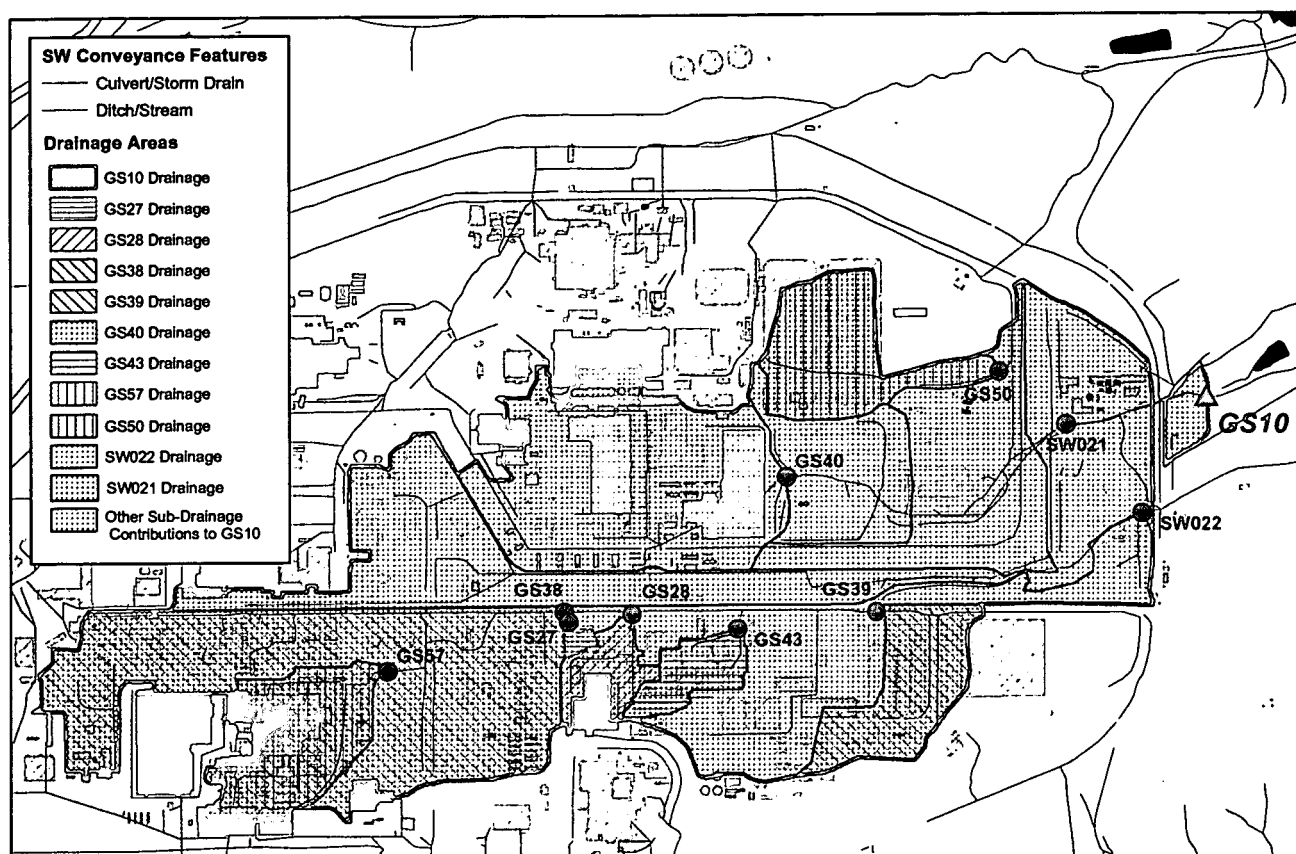 SW Conveyance Features
Culvert/Storm Drain
Ditch/Stream
Drainage Areas
GS10 Drainage
GS27 Drainage
GS28 Drainage
GS38 Drainage
GS39 Drainage
GS40 Drainage
GS43 Drainage
GS57 Drainage
GS50 Drainage
SW022 Drainage
SW021 Drainage
Other Sub-Drainage
Contributions to GS10
GS50
GS10
SW021
GS40
SW022
GS38
GS28
GS39
GS27
GS43
GS57